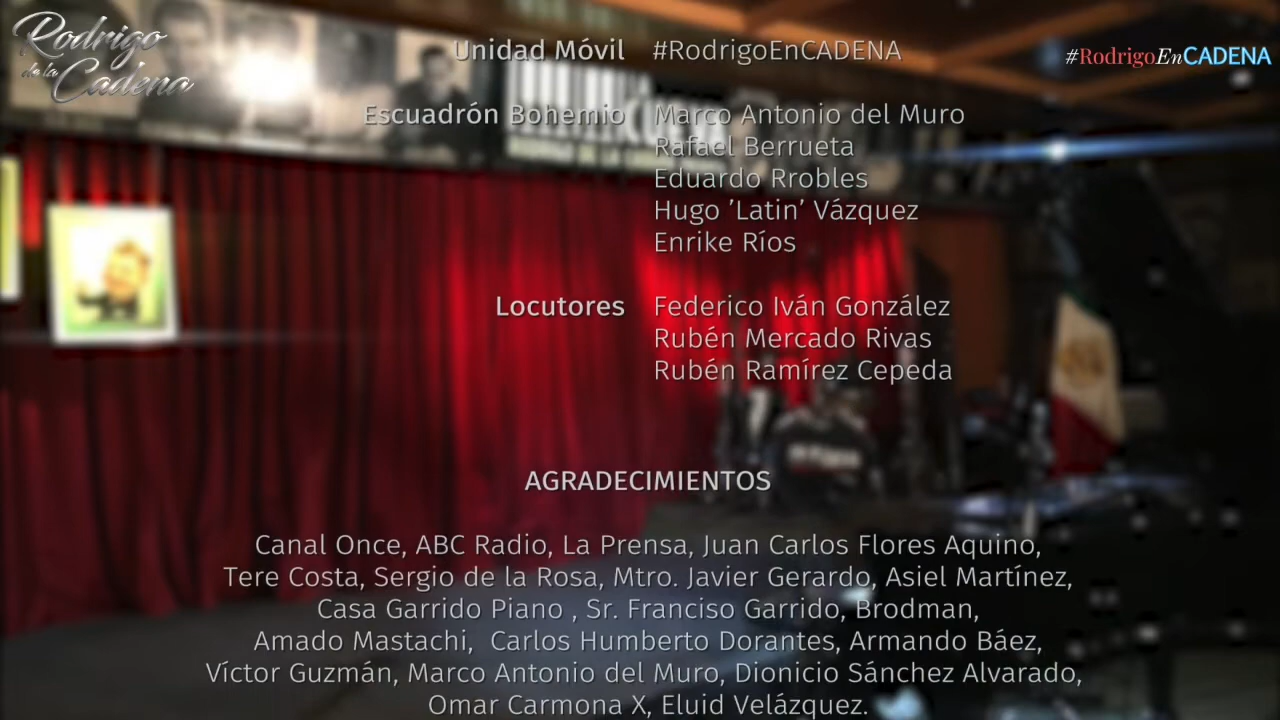 Rodrigo
de la
Cadena
#RodrigoEnCADENA
Unidad Móvil #RodrigoEnCADENA
Escuadrón Bohemio Marco Antonio del Muro
Rafael Berrueta
Eduardo Rrobles
Hugo ’Latin’ Vázquez
Enrike Ríos
Locutores Federico Iván González
Rubén Mercado Rivas
Rubén Ramírez Cepeda
AGRADECIMIENTOS
Canal Once, ABC Radio, La Prensa, Juan Carlos Flores Aquino,
Tere Costa, Sergio de la Rosa, Mtro. Javier Gerardo, Asiel Martínez,
Casa Garrido Piano , Sr. Franciso Garrido, Brodman,
Amado Mastachi, Carlos Humberto Dorantes, Armando Báez,
Víctor Guzmán, Marco Antonio del Muro, Dionicio Sánchez Alvarado,
Omar Carmona X, Eluid Velázquez.